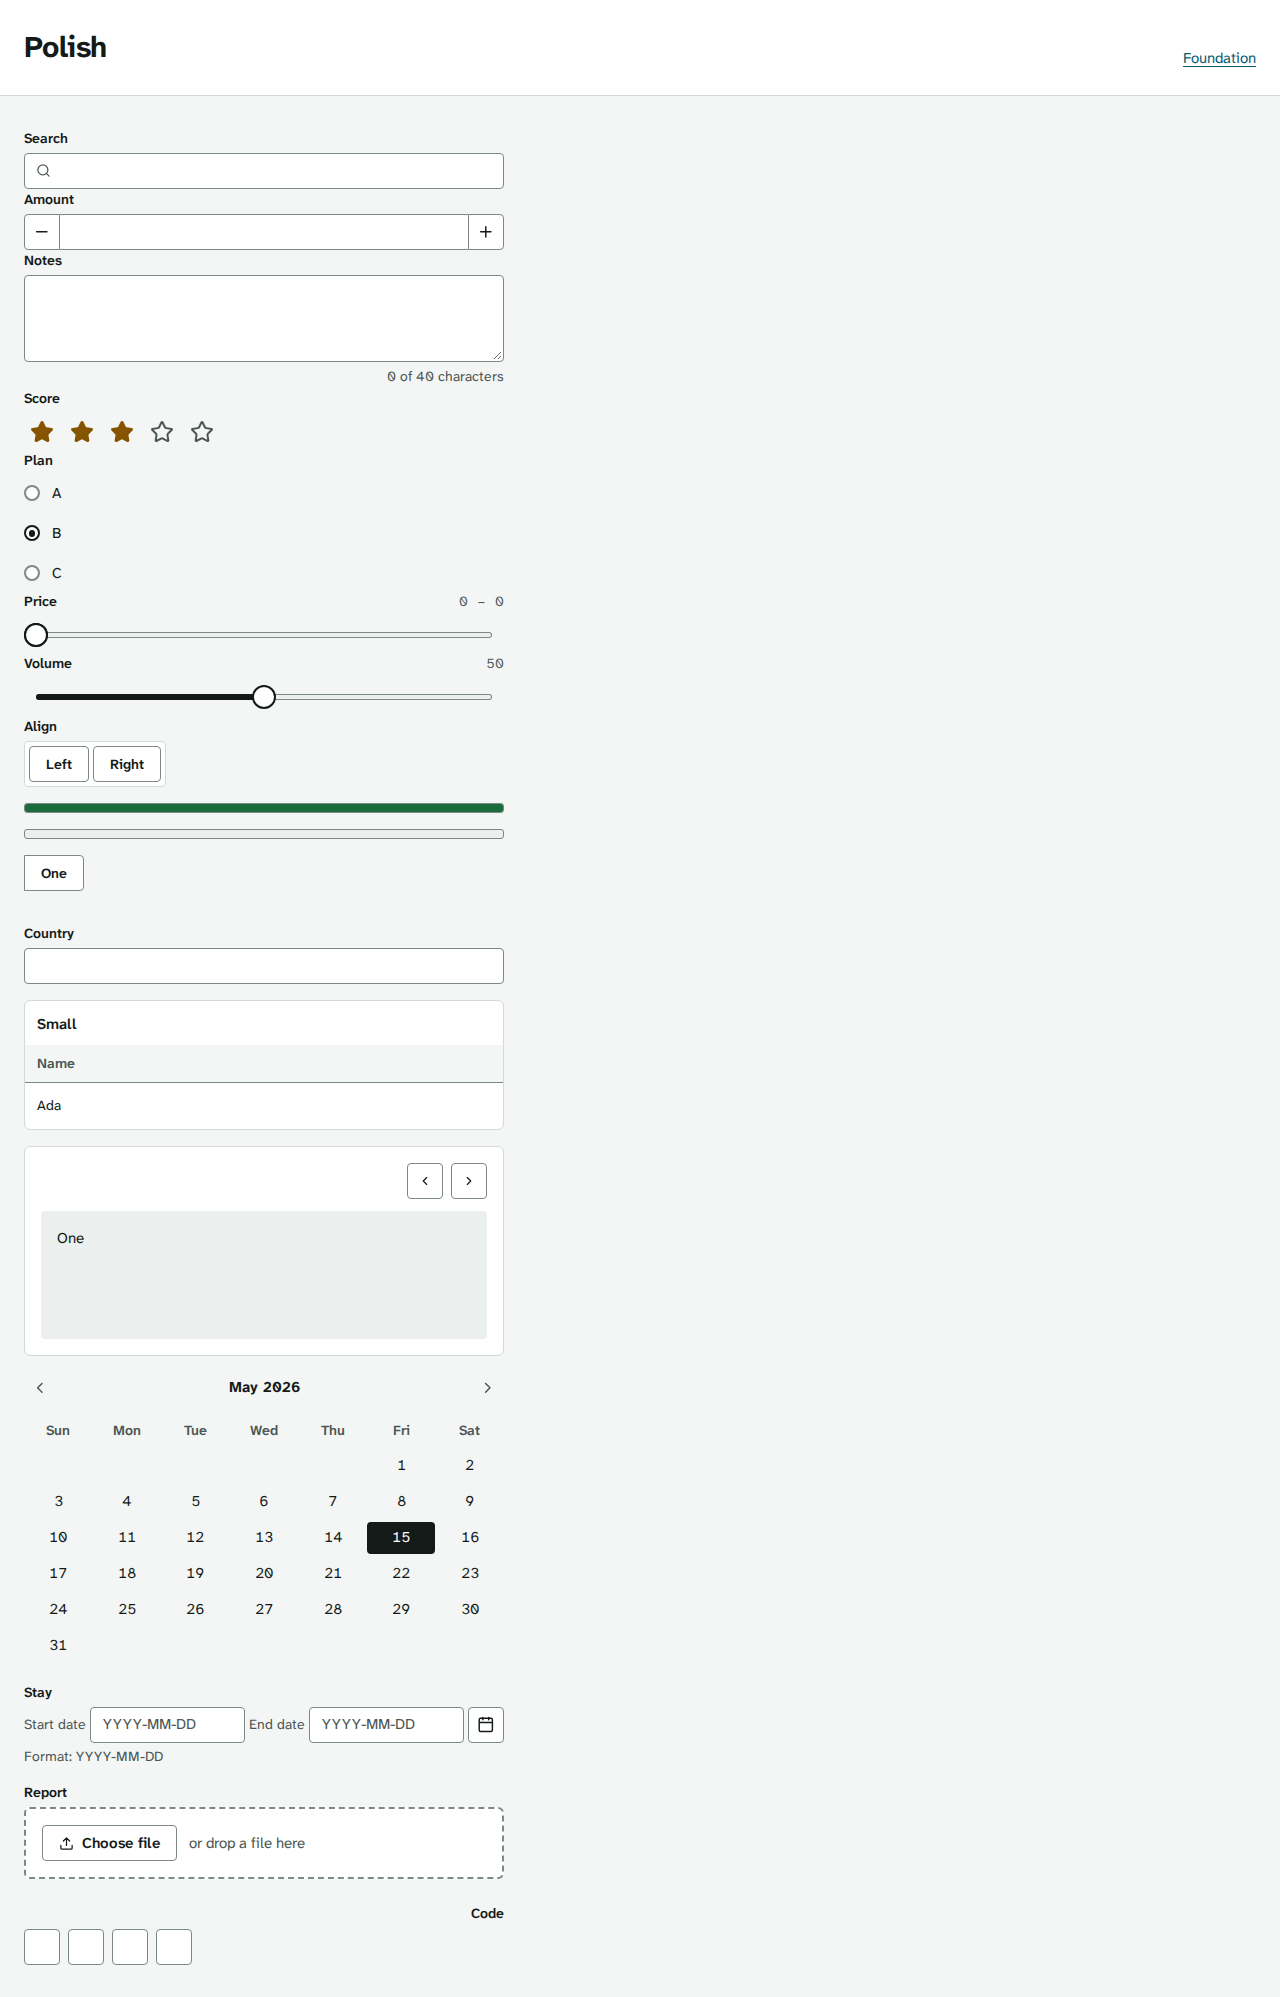 Polish
Foundation
Search
Amount
Notes
0 of 40 characters
Score
Plan
A
B
C
Price 0 – 0
Volume 50
Align
Left Right
One
Country
Small
Name
Ada
One
May 2026
Sun Mon Tue Wed Thu Fri Sat
1 2
3 4 5 6 7 8 9
10 11 12 13 14 15 16
17 18 19 20 21 22 23
24 25 26 27 28 29 30
31
Stay
Start date YYYY-MM-DD End date YYYY-MM-DD
Format: YYYY-MM-DD
Report
Choose file or drop a file here
Code